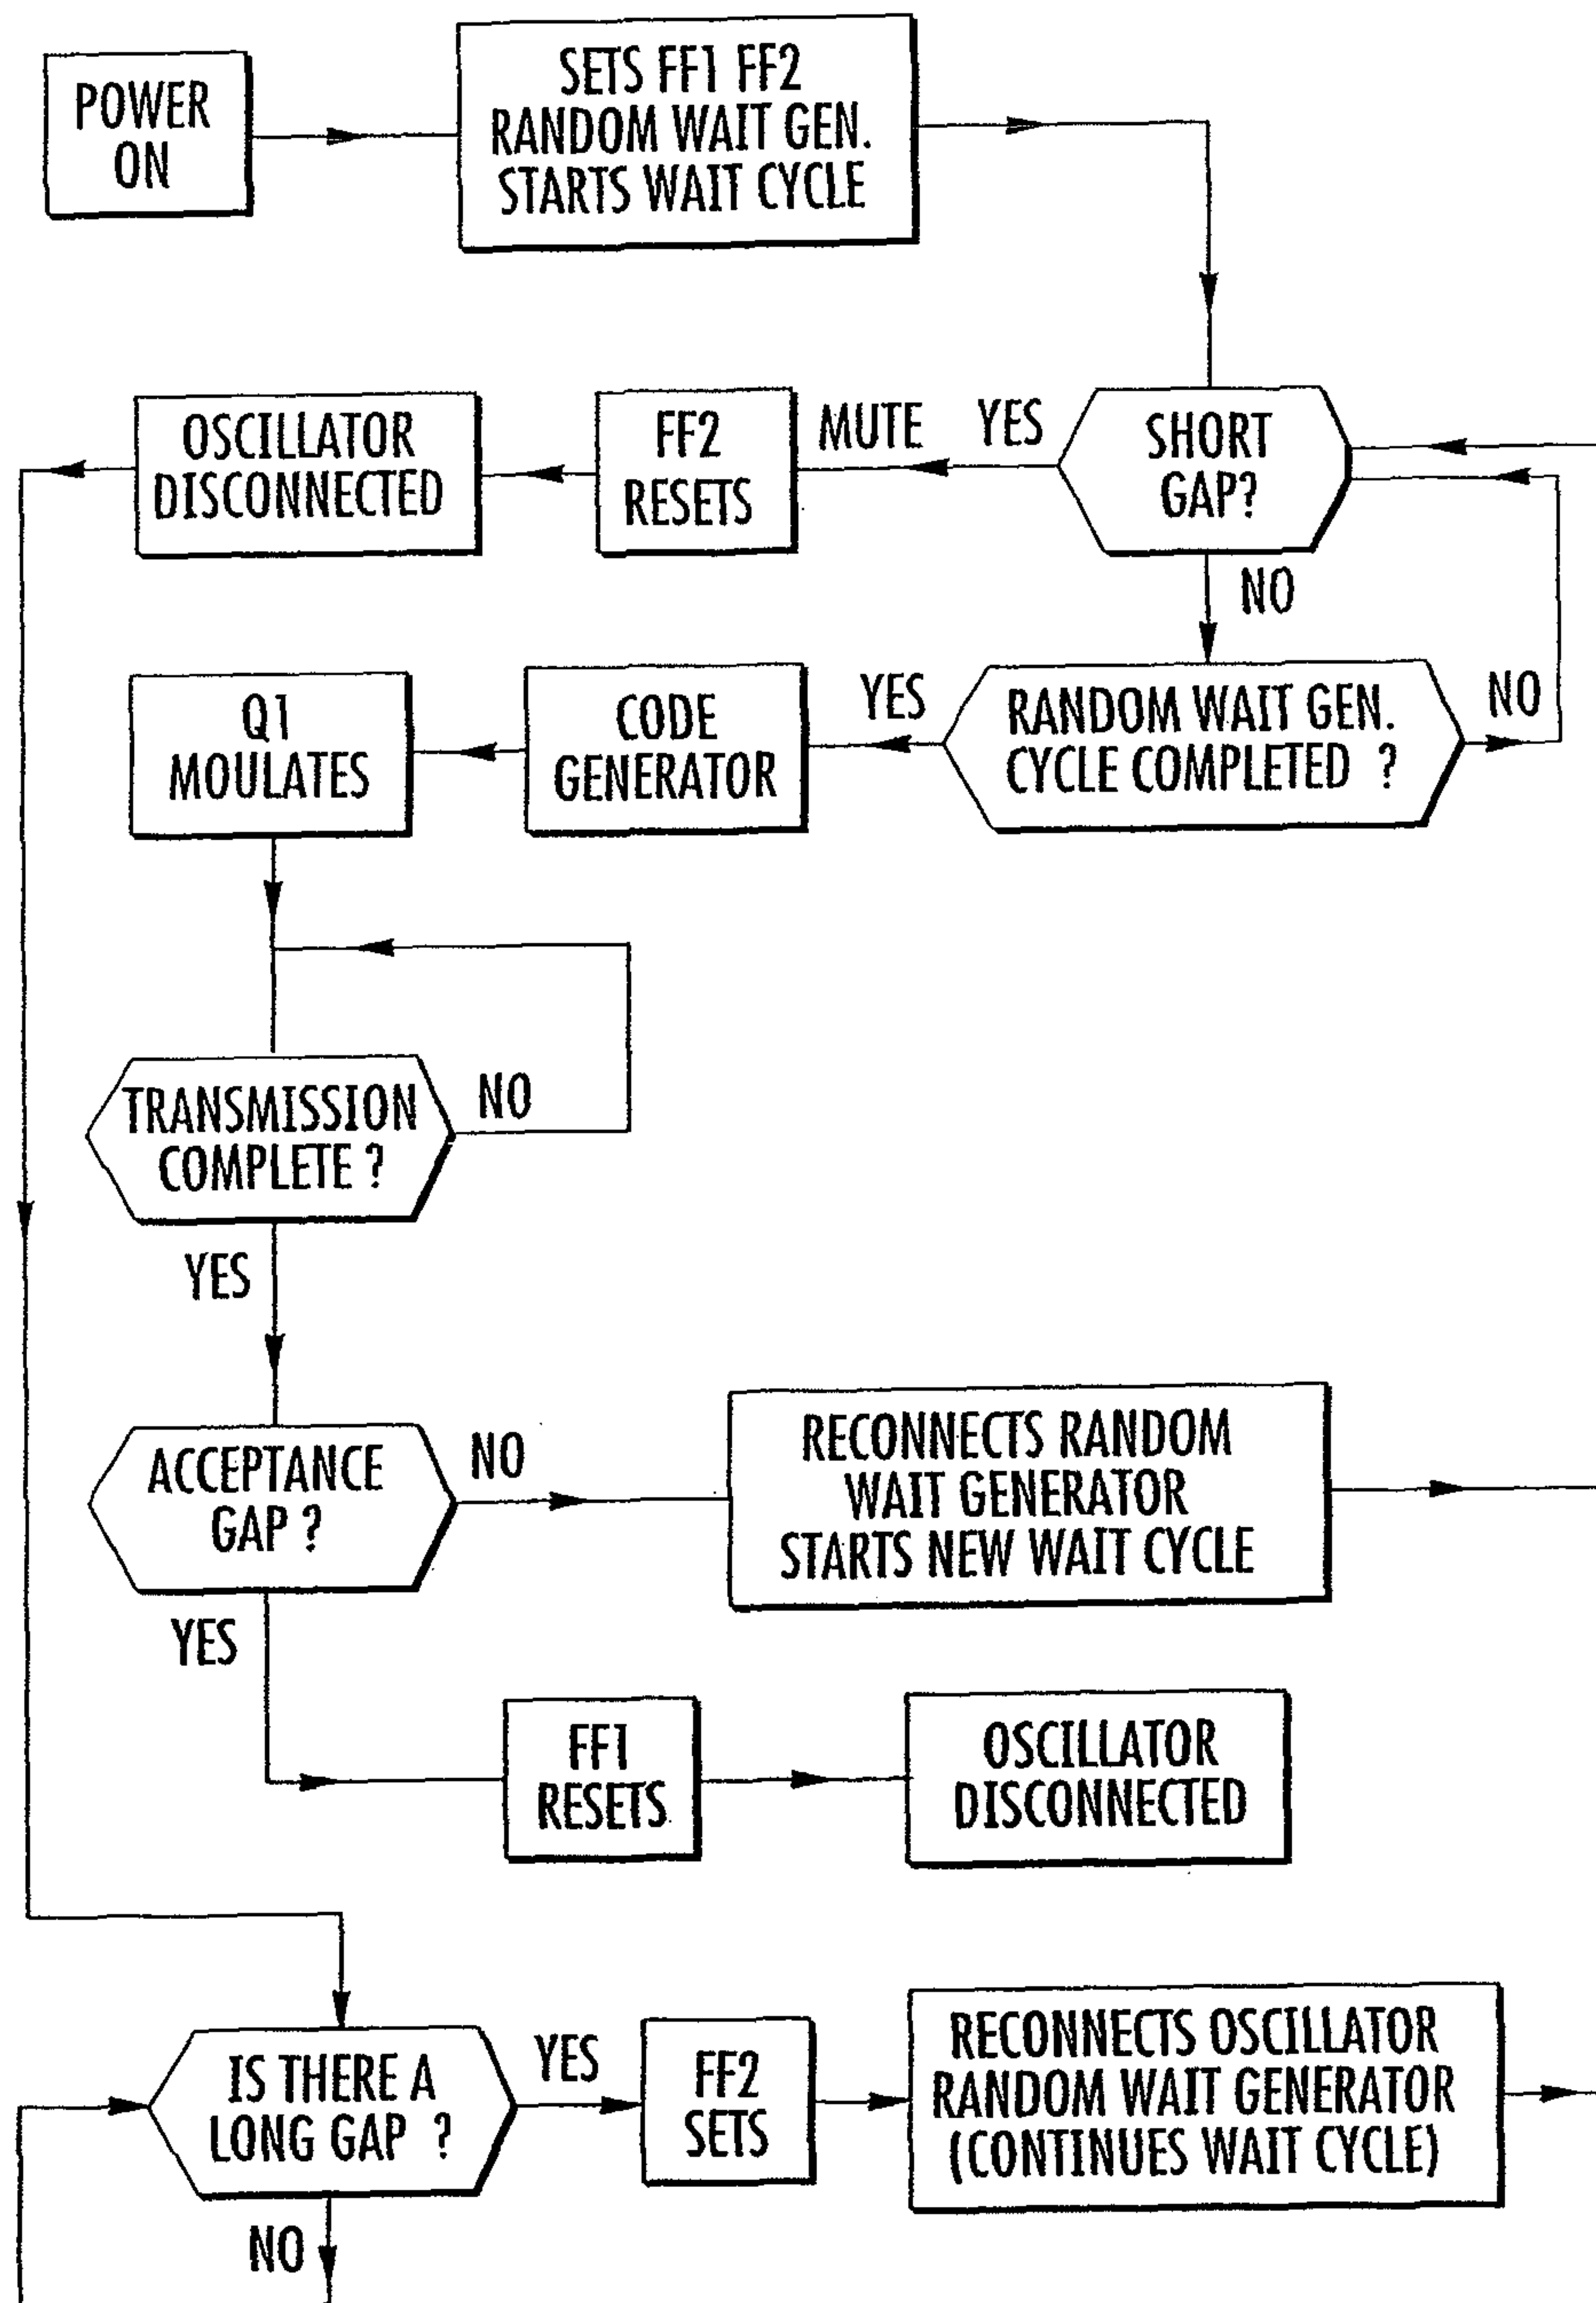 POWER
ON
SETS FF1 FF2
RANDOM WAIT GEN.
STARTS WAIT CYCLE
SHORT
GAP?
YES
MUTE
FF2
RESETS
OSCILLATOR
DISCONNECTED
NO
RANDOM WAIT GEN.
CYCLE COMPLETED ?
NO
YES
CODE
GENERATOR
Q1
MOULATES
TRANSMISSION
COMPLETE ?
NO
YES
ACCEPTANCE
GAP ?
NO
RECONNECTS RANDOM
WAIT GENERATOR
STARTS NEW WAIT CYCLE
YES
FF1
RESETS
OSCILLATOR
DISCONNECTED
IS THERE A
LONG GAP ?
YES
FF2
SETS
RECONNECTS OSCILLATOR
RANDOM WAIT GENERATOR
(CONTINUES WAIT CYCLE)
NO